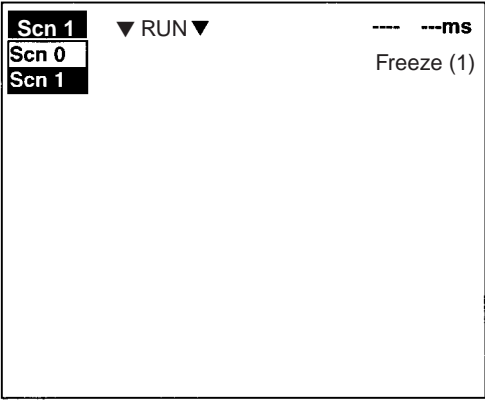 Scn 1 ▼ RUN ▼ ---- ---ms
Scn 0 Freeze (1)
Scn 1